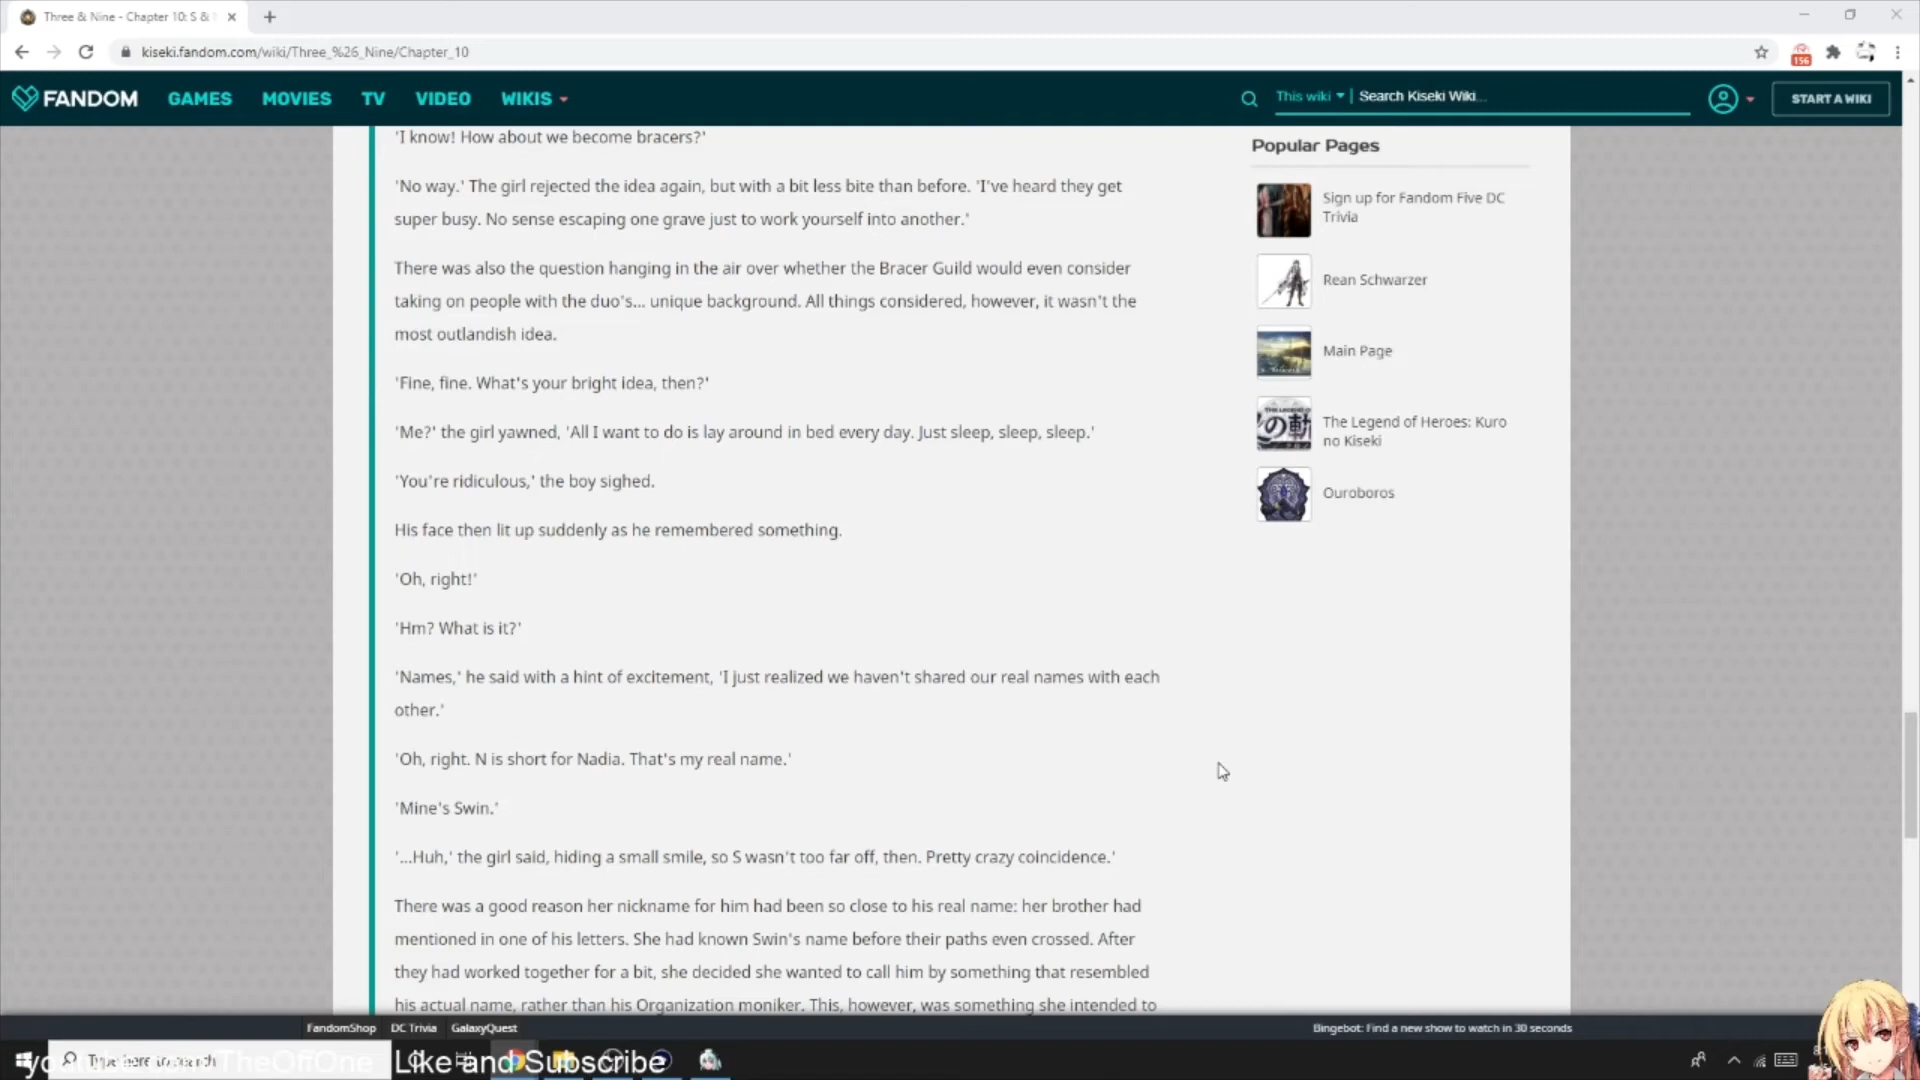 Three & Nine - Chapter 10: S &
kiseki.fandom.com/wiki/Three_%26_Nine/Chapter_10
156
FANDOM GAMES MOVIES TV VIDEO WIKIS This wiki Search Kiseki Wiki... START A WIKI
'I know! How about we become bracers?'
'No way.' The girl rejected the idea again, but with a bit less bite than before. 'I've heard they get
super busy. No sense escaping one grave just to work yourself into another.'
There was also the question hanging in the air over whether the Bracer Guild would even consider
taking on people with the duo's... unique background. All things considered, however, it wasn't the
most outlandish idea.
'Fine, fine. What's your bright idea, then?'
'Me?' the girl yawned, 'All I want to do is lay around in bed every day. Just sleep, sleep, sleep.'
'You're ridiculous,' the boy sighed.
His face then lit up suddenly as he remembered something.
'Oh, right!'
'Hm? What is it?'
'Names,' he said with a hint of excitement, 'I just realized we haven't shared our real names with each
other.'
'Oh, right. N is short for Nadia. That's my real name.'
'Mine's Swin.'
'...Huh,' the girl said, hiding a small smile, so S wasn't too far off, then. Pretty crazy coincidence.'
There was a good reason her nickname for him had been so close to his real name: her brother had
mentioned in one of his letters. She had known Swin's name before their paths even crossed. After
they had worked together for a bit, she decided she wanted to call him by something that resembled
his actual name, rather than his Organization moniker. This, however, was something she intended to
Popular Pages
Sign up for Fandom Five DC
Trivia
Rean Schwarzer
Main Page
の軌
The Legend of Heroes: Kuro
no Kiseki
Ouroboros
FandomShop DC Trivia GalaxyQuest Bingebot: Find a new show to watch in 30 seconds
Type here to search
Like and Subscribe